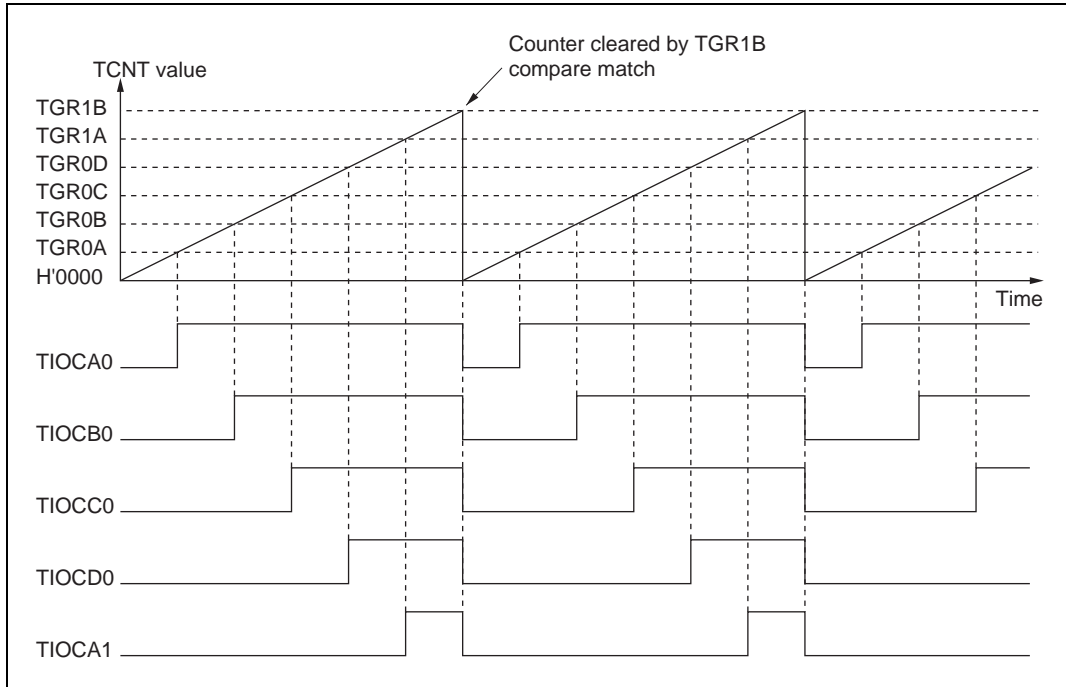 Counter cleared by TGR1B
compare match
TCNT value
TGR1B
TGR1A
TGR0D
TGR0C
TGR0B
TGR0A
H'0000
Time
TIOCA0
TIOCB0
TIOCC0
TIOCD0
TIOCA1